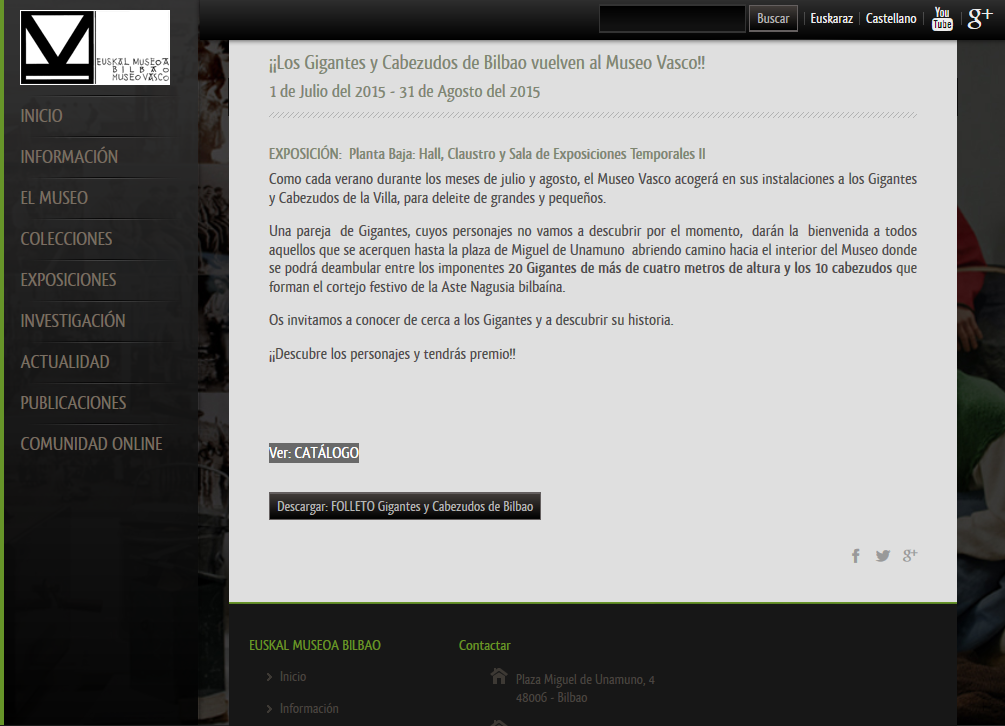 EUSKAL MUSEOA
BILBAO
MUSEO VASCO
Buscar
Euskaraz
Castellano
You
Tube
g+
INICIO
INFORMACIÓN
EL MUSEO
COLECCIONES
EXPOSICIONES
INVESTIGACIÓN
ACTUALIDAD
PUBLICACIONES
COMUNIDAD ONLINE
¡¡Los Gigantes y Cabezudos de Bilbao vuelven al Museo Vasco!!
1 de Julio del 2015 - 31 de Agosto del 2015
EXPOSICIÓN: Planta Baja: Hall, Claustro y Sala de Exposiciones Temporales II
Como cada verano durante los meses de julio y agosto, el Museo Vasco acogerá en sus instalaciones a los Gigantes
y Cabezudos de la Villa, para deleite de grandes y pequeños.
Una pareja de Gigantes, cuyos personajes no vamos a descubrir por el momento, darán la bienvenida a todos
aquellos que se acerquen hasta la plaza de Miguel de Unamuno abriendo camino hacia el interior del Museo donde
se podrá deambular entre los imponentes 20 Gigantes de más de cuatro metros de altura y los 10 cabezudos que
forman el cortejo festivo de la Aste Nagusia bilbaína.
Os invitamos a conocer de cerca a los Gigantes y a descubrir su historia.
¡¡Descubre los personajes y tendrás premio!!
Ver: CATÁLOGO
Descargar: FOLLETO Gigantes y Cabezudos de Bilbao
f g+
EUSKAL MUSEOA BILBAO
Inicio
Información
Contactar
Plaza Miguel de Unamuno, 4
48006 - Bilbao